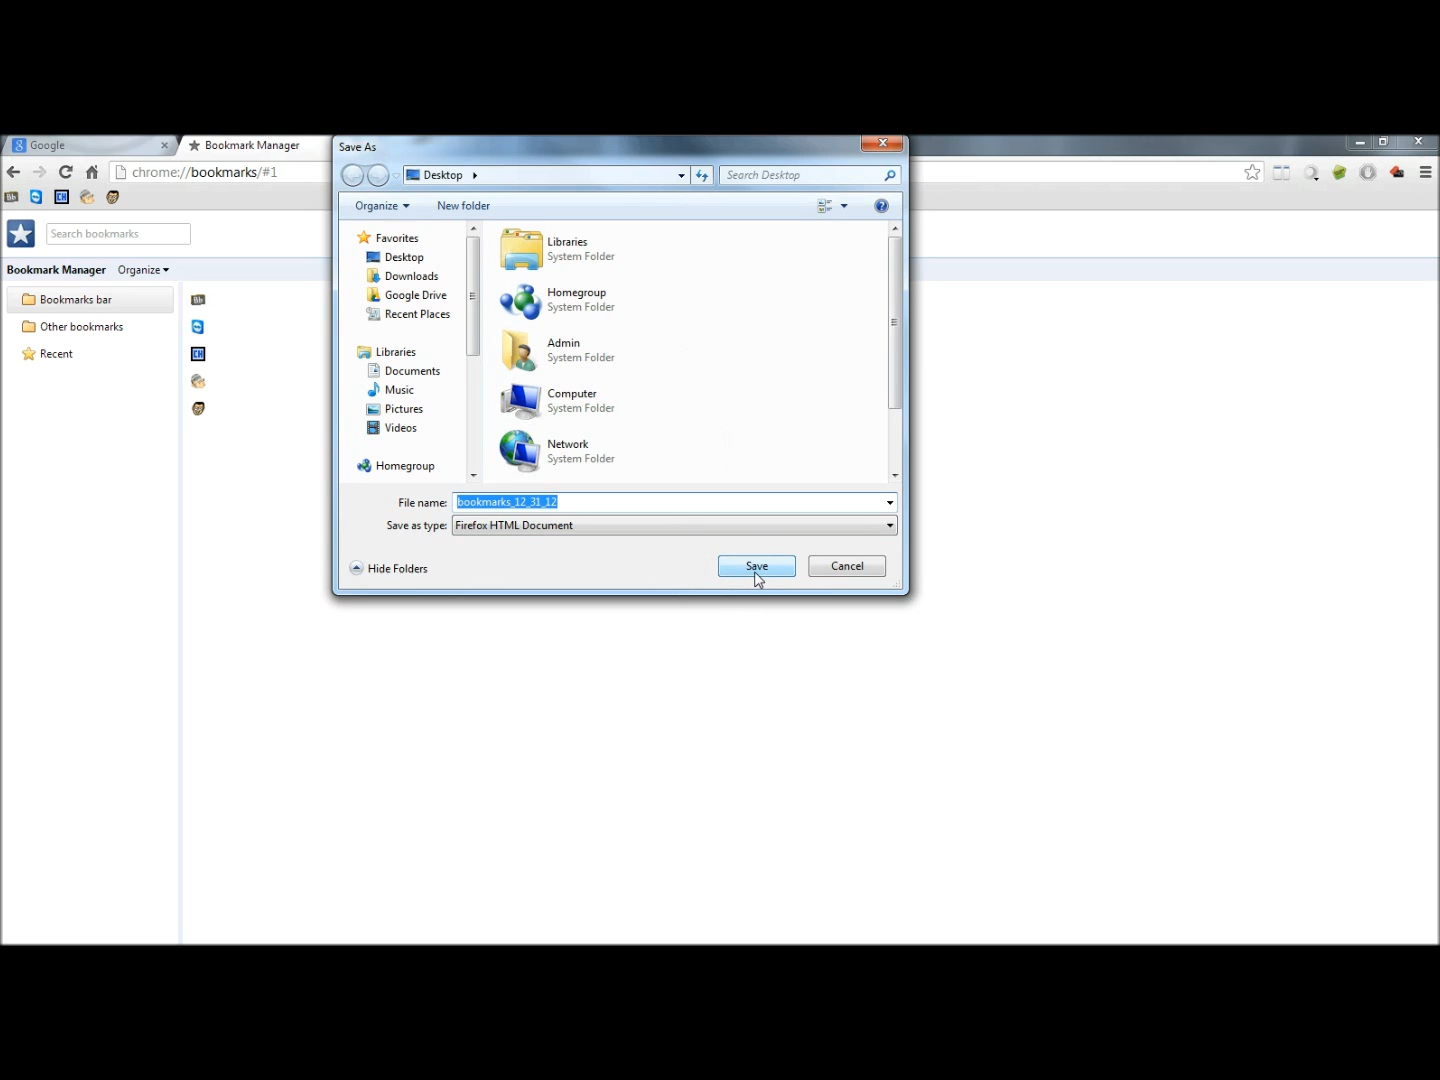 Google
Bookmark Manager
Save As
chrome://bookmarks/#1
Desktop
Search Desktop
Organize
New folder
Search bookmarks
Bookmark Manager
Organize
Bookmarks bar
Other bookmarks
Recent
Bb
CH
Favorites
Desktop
Downloads
Google Drive
Recent Places
Libraries
Documents
Music
Pictures
Videos
Homegroup
Libraries
System Folder
Homegroup
System Folder
Admin
System Folder
Computer
System Folder
Network
System Folder
File name: bookmarks_12_31_12
Save as type: Firefox HTML Document
Hide Folders
Save
Cancel